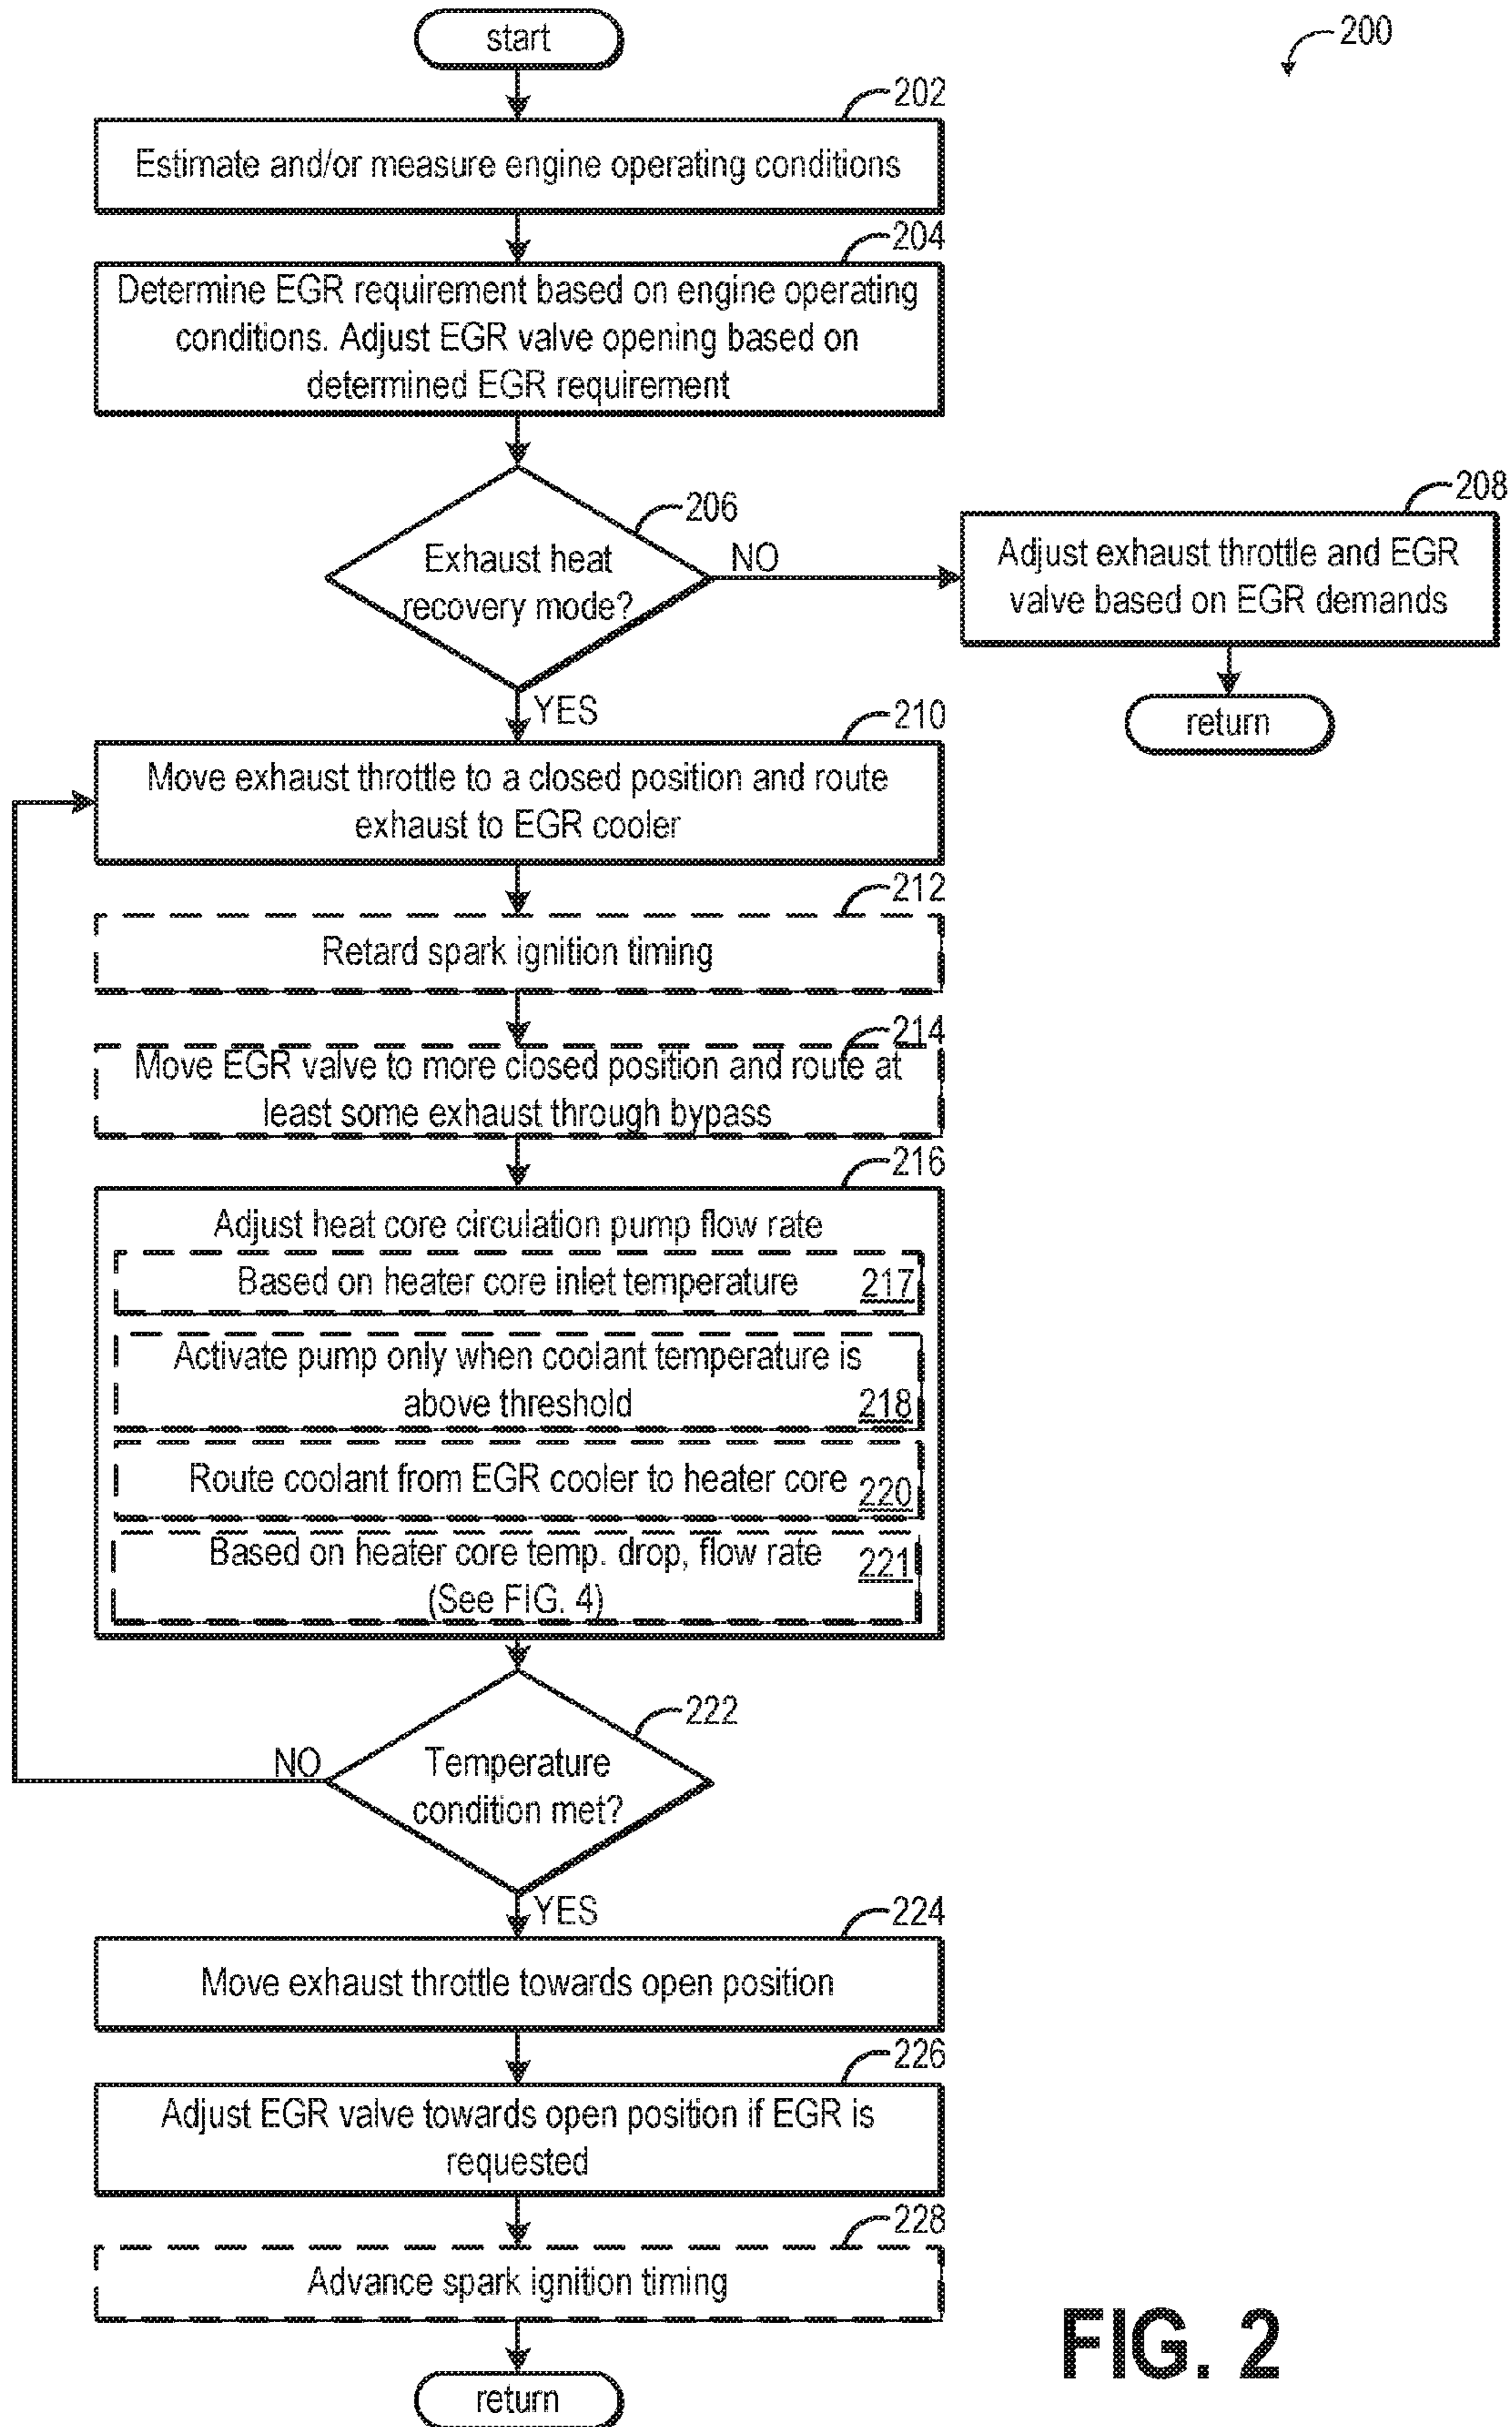 start
200
202
Estimate and/or measure engine operating conditions
204
Determine EGR requirement based on engine operating
conditions. Adjust EGR valve opening based on
determined EGR requirement
206
Exhaust heat
recovery mode?
NO
208
Adjust exhaust throttle and EGR
valve based on EGR demands
return
YES
210
Move exhaust throttle to a closed position and route
exhaust to EGR cooler
212
Retard spark ignition timing
214
Move EGR valve to more closed position and route at
least some exhaust through bypass
216
Adjust heat core circulation pump flow rate
Based on heater core inlet temperature 217
Activate pump only when coolant temperature is
above threshold 218
Route coolant from EGR cooler to heater core 220
Based on heater core temp. drop, flow rate 221
(See FIG. 4)
222
Temperature
condition met?
NO
YES
224
Move exhaust throttle towards open position
226
Adjust EGR valve towards open position if EGR is
requested
228
Advance spark ignition timing
return
FIG. 2